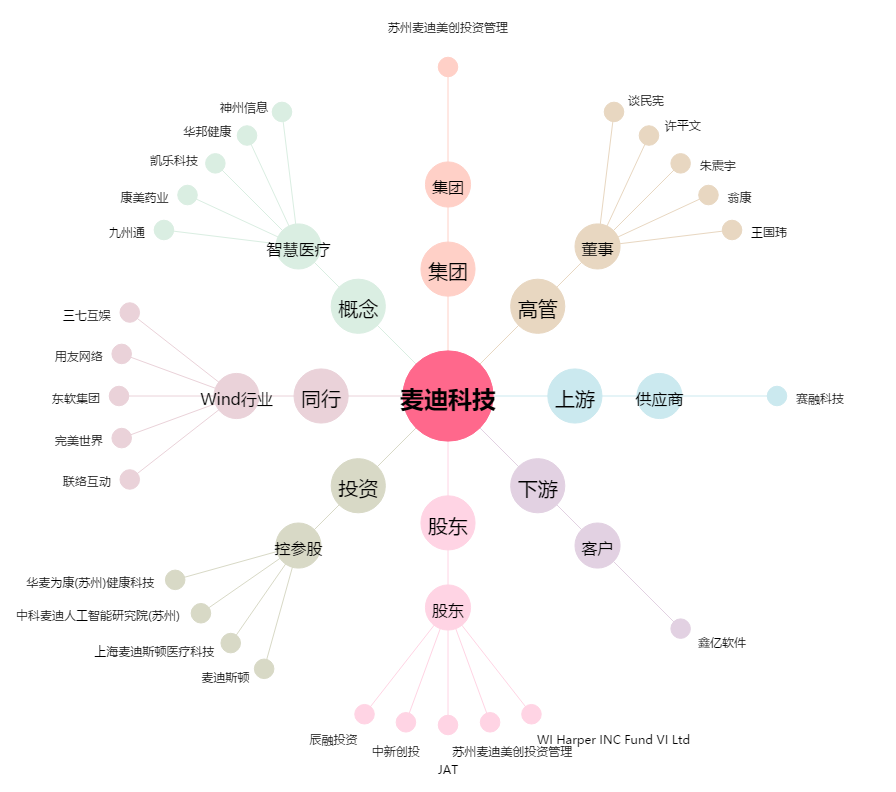 苏州麦迪美创投资管理
集团
集团
神州信息
华邦健康
凯乐科技
康美药业
九州通
智慧医疗
概念
谈民宪
许平文
朱震宇
翁康
王国玮
董事
高管
三七互娱
用友网络
东软集团
完美世界
联络互动
Wind行业
同行
麦迪科技
上游
供应商
赛融科技
投资
控参股
华麦为康(苏州)健康科技
中科麦迪人工智能研究院(苏州)
上海麦迪斯顿医疗科技
麦迪斯顿
股东
股东
辰融投资
中新创投
JAT
苏州麦迪美创投资管理
WI Harper INC Fund VI Ltd
下游
客户
鑫亿软件